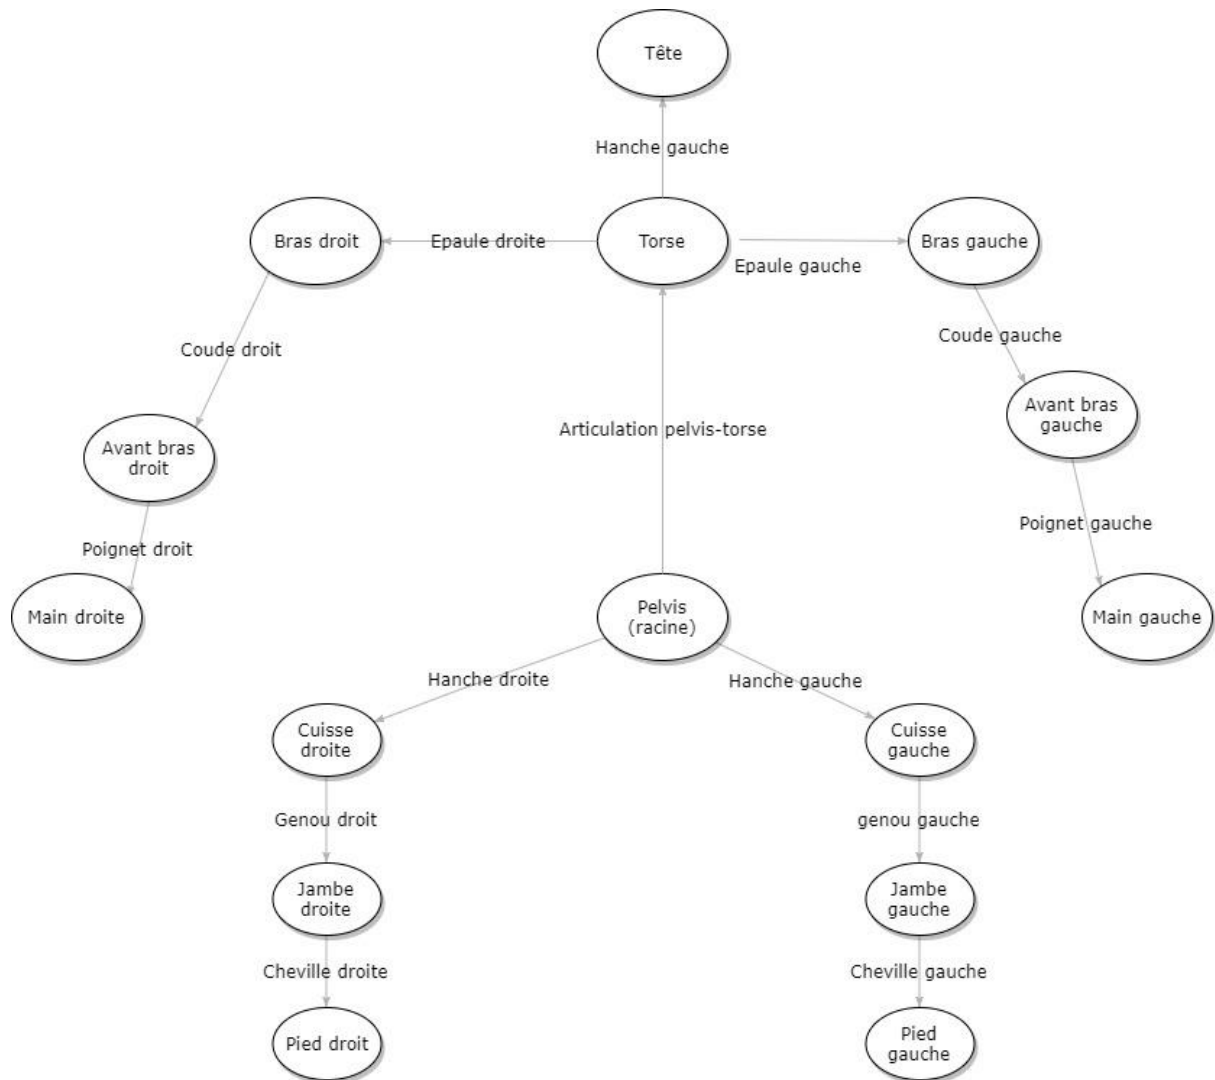 Tête
Hanche gauche
Bras droit
Epaule droite
Torse
Epaule gauche
Bras gauche
Coude droit
Coude gauche
Avant bras
gauche
Articulation pelvis-torse
Avant bras
droit
Poignet gauche
Poignet droit
Main droite
Pelvis
(racine)
Main gauche
Hanche droite
Hanche gauche
Cuisse
droite
Cuisse
gauche
Genou droit
genou gauche
Jambe
droite
Jambe
gauche
Cheville droite
Cheville gauche
Pied droit
Pied
gauche